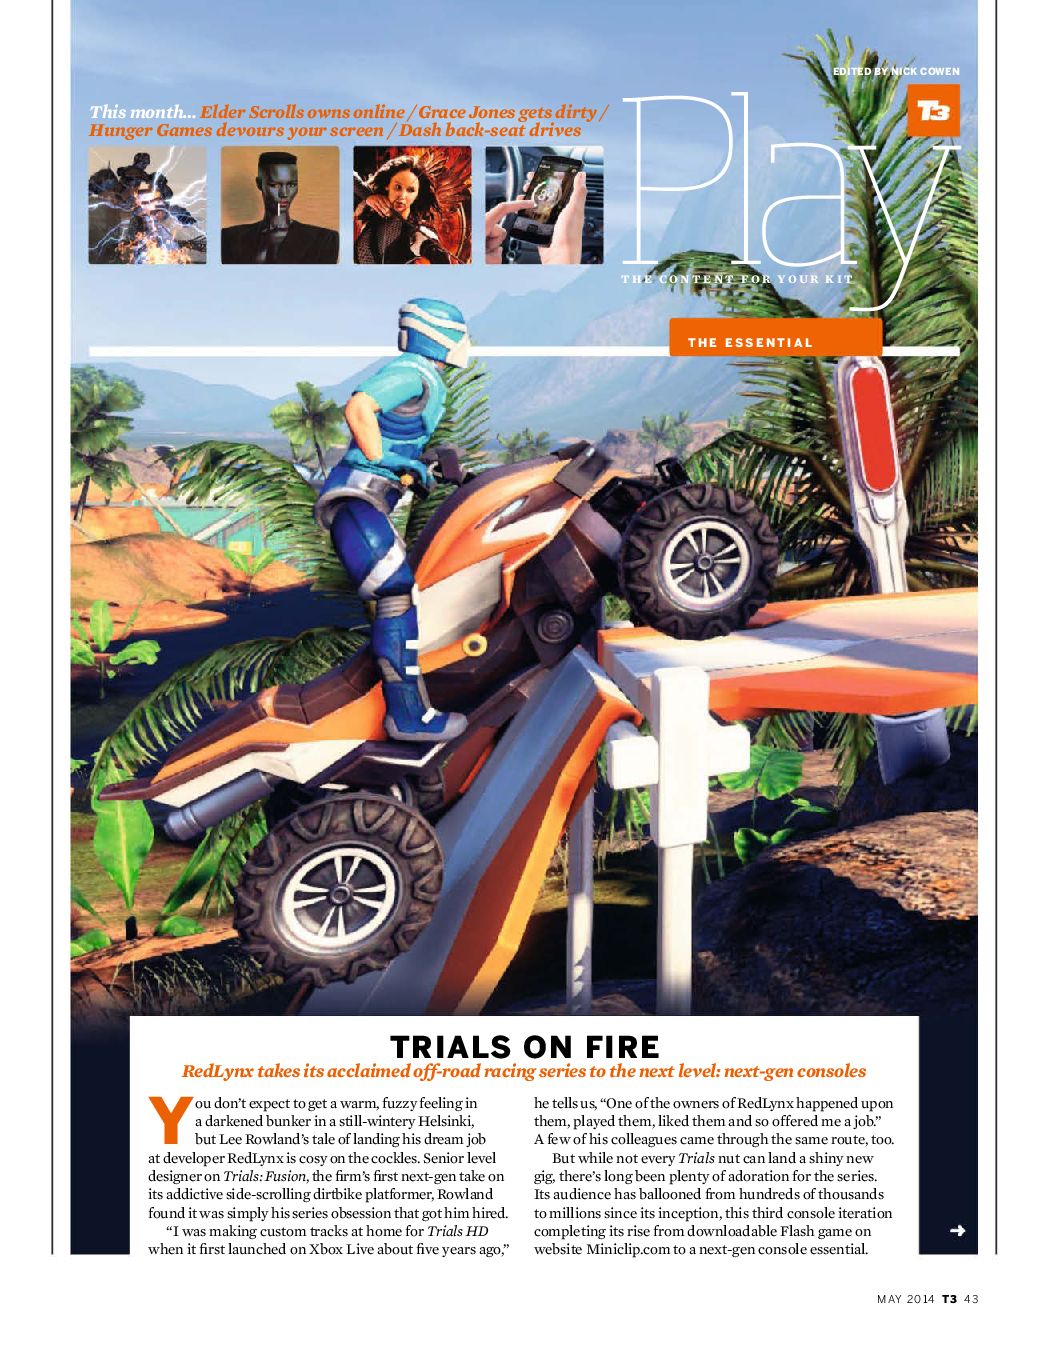 EDITED BY NICK COWEN
T3
This month... Elder Scrolls owns online / Grace Jones gets dirty /
Hunger Games devours your screen / Dash back-seat drives
Play
THE CONTENT FOR YOUR KIT
THE ESSENTIAL
TRIALS ON FIRE
RedLynx takes its acclaimed off-road racing series to the next level: next-gen consoles
You don't expect to get a warm, fuzzy feeling in
a darkened bunker in a still-wintery Helsinki,
but Lee Rowland's tale of landing his dream job
at developer RedLynx is cosy on the cockles. Senior level
designer on Trials: Fusion, the firm's first next-gen take on
its addictive side-scrolling dirtbike platformer, Rowland
found it was simply his series obsession that got him hired.
"I was making custom tracks at home for Trials HD
when it first launched on Xbox Live about five years ago,"
he tells us, "One of the owners of RedLynx happened upon
them, played them, liked them and so offered me a job."
A few of his colleagues came through the same route, too.
But while not every Trials nut can land a shiny new
gig, there's long been plenty of adoration for the series.
Its audience has ballooned from hundreds of thousands
to millions since its inception, this third console iteration
completing its rise from downloadable Flash game on
website Miniclip.com to a next-gen console essential.
MAY 2014 T3 43